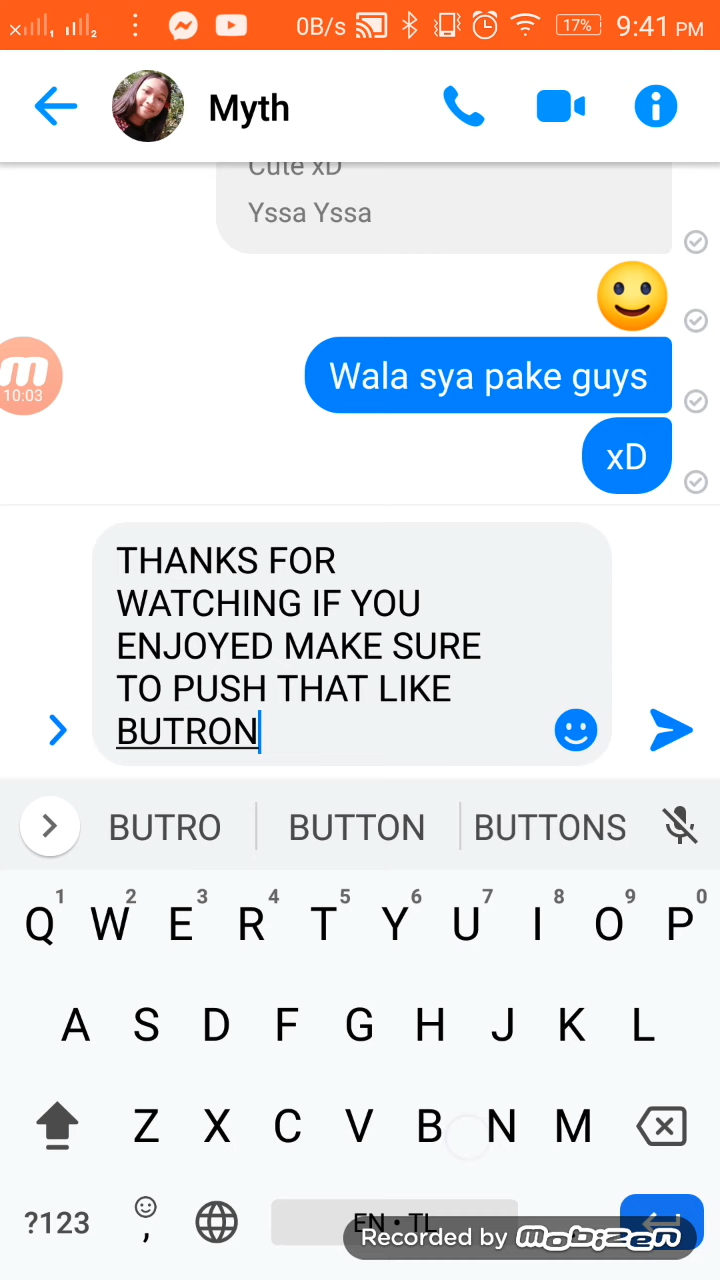 0B/s 17% 9:41 PM
Myth
Cute xD
Yssa Yssa
Wala sya pake guys
xD
m
10:03
THANKS FOR
WATCHING IF YOU
ENJOYED MAKE SURE
TO PUSH THAT LIKE
BUTRON
BUTRO BUTTON BUTTONS
1 2 3 4 5 6 7 8 9 0
Q W E R T Y U I O P
A S D F G H J K L
Z X C V B N M
?123 , EN • TL
Recorded by mobizen